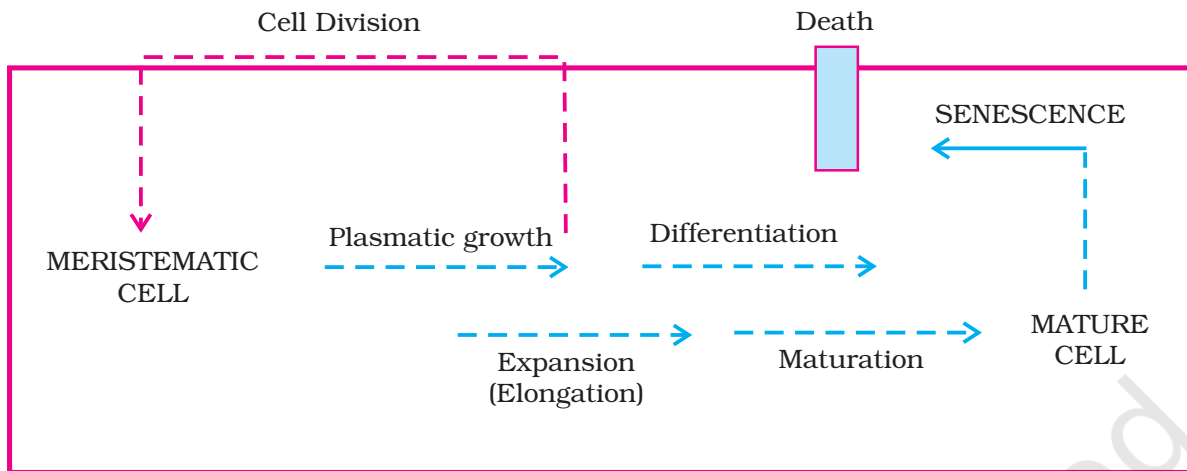 Cell Division
Death
SENESCENCE
Plasmatic growth
Differentiation
MERISTEMATIC
CELL
MATURE
CELL
Expansion
(Elongation)
Maturation